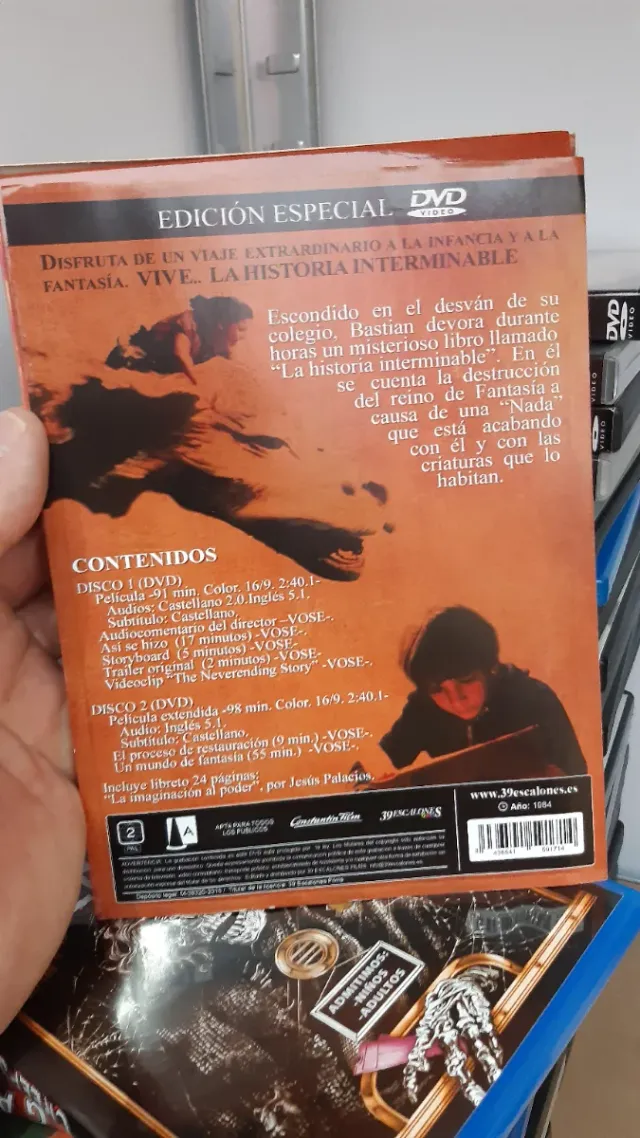 EDICIÓN ESPECIAL DVD VIDEO
DISFRUTA DE UN VIAJE EXTRARDINARIO A LA INFANCIA Y A LA
FANTASÍA. VIVE.. LA HISTORIA INTERMINABLE
Escondido en el desván de su
colegio, Bastian devora durante
horas un misterioso libro llamado
“La historia interminable”. En él
se cuenta la destrucción
del reino de Fantasía a
causa de una “Nada”
que está acabando
con él y con las
criaturas que lo
habitan.
CONTENIDOS
DISCO 1 (DVD)
Película -91 min. Color. 16/9. 2:40.1-
Audios: Castellano 2.0.Inglés 5.1.
Subtítulo: Castellano.
Audiocomentario del director –VOSE-.
Así se hizo (17 minutos) -VOSE-.
Storyboard (5 minutos) -VOSE-.
Trailer original (2 minutos) -VOSE-.
Videoclip “The Neverending Story” -VOSE-.
DISCO 2 (DVD)
Película extendida -98 min. Color. 16/9. 2:40.1-
Audio: Inglés 5.1.
Subtítulo: Castellano.
El proceso de restauración (9 min.) -VOSE-.
Un mundo de fantasía (55 min.) -VOSE-.
Incluye libreto 24 páginas:
“La imaginación al poder”, por Jesús Palacios.
2
PAL
A
APTA PARA TODOS
LOS PÚBLICOS
Constantin Film
39ESCALONES
www.39escalones.es
Año: 1984
DVD
VIDEO
VIDEO
ADMITIMOS:
-NIÑOS
-ADULTOS